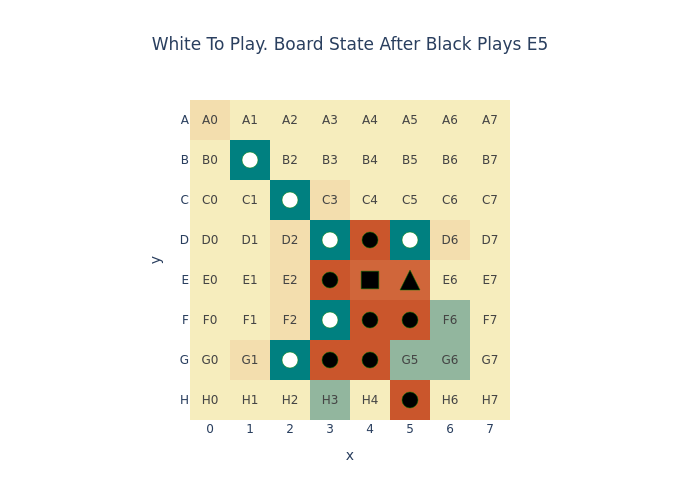 White To Play. Board State After Black Plays E5
A A0 A1 A2 A3 A4 A5 A6 A7
B B0 B2 B3 B4 B5 B6 B7
C C0 C1 C3 C4 C5 C6 C7
D D0 D1 D2 D6 D7
y
E E0 E1 E2 E6 E7
F F0 F1 F2 F6 F7
G G0 G1 G5 G6 G7
H H0 H1 H2 H3 H4 H6 H7
0 1 2 3 4 5 6 7
x